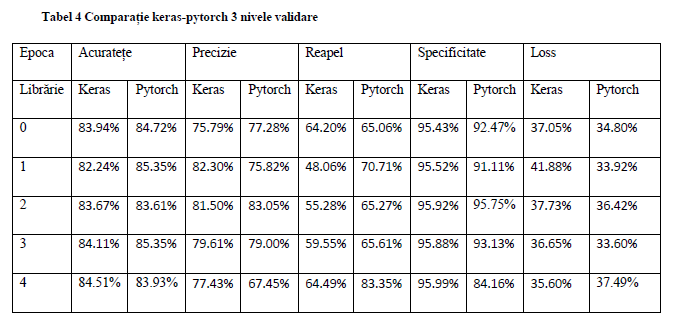 Tabel 4 Comparație keras-pytorch 3 nivele validare
Epoca Acuratețe Precizie Reapel Specificitate Loss
Librărie Keras Pytorch Keras Pytorch Keras Pytorch Keras Pytorch Keras Pytorch
0 83.94% 84.72% 75.79% 77.28% 64.20% 65.06% 95.43% 92.47% 37.05% 34.80%
1 82.24% 85.35% 82.30% 75.82% 48.06% 70.71% 95.52% 91.11% 41.88% 33.92%
2 83.67% 83.61% 81.50% 83.05% 55.28% 65.27% 95.92% 95.75% 37.73% 36.42%
3 84.11% 85.35% 79.61% 79.00% 59.55% 65.61% 95.88% 93.13% 36.65% 33.60%
4 84.51% 83.93% 77.43% 67.45% 64.49% 83.35% 95.99% 84.16% 35.60% 37.49%